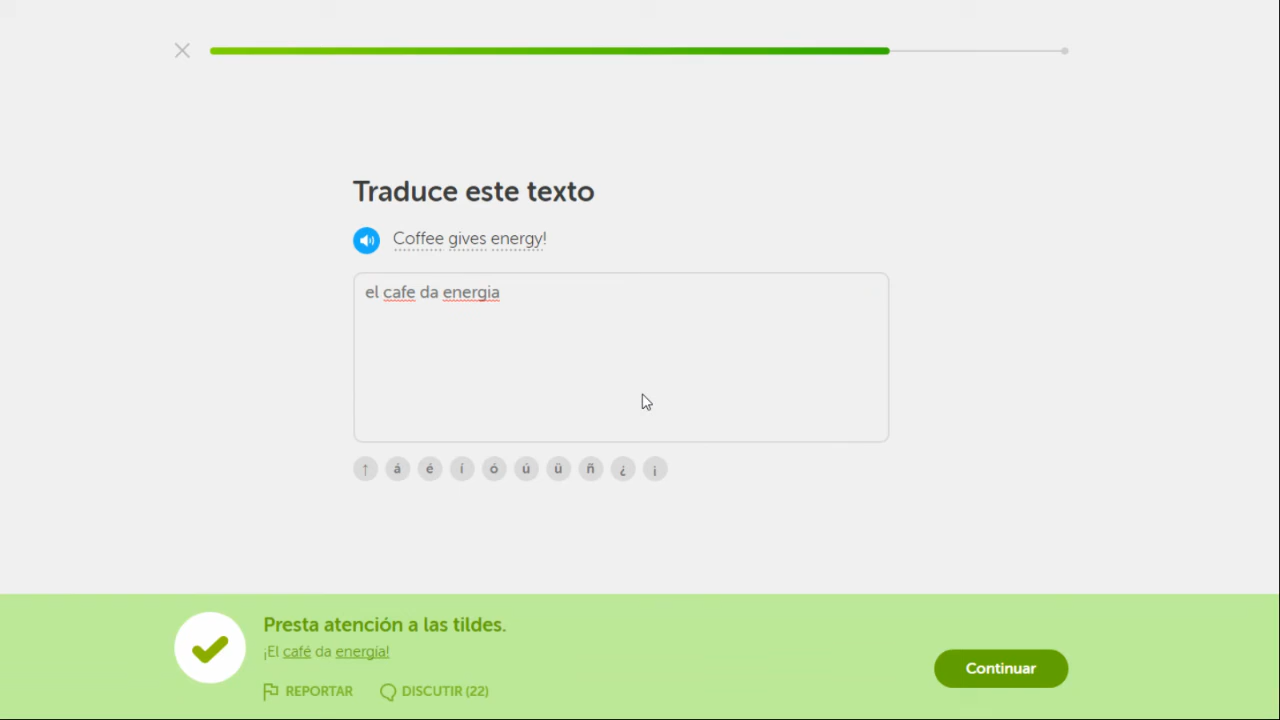 Traduce este texto
Coffee gives energy!
el cafe da energia
↑ á é í ó ú ü ñ ¿ ¡
Presta atención a las tildes.
¡El café da energía!
Continuar
REPORTAR DISCUTIR (22)